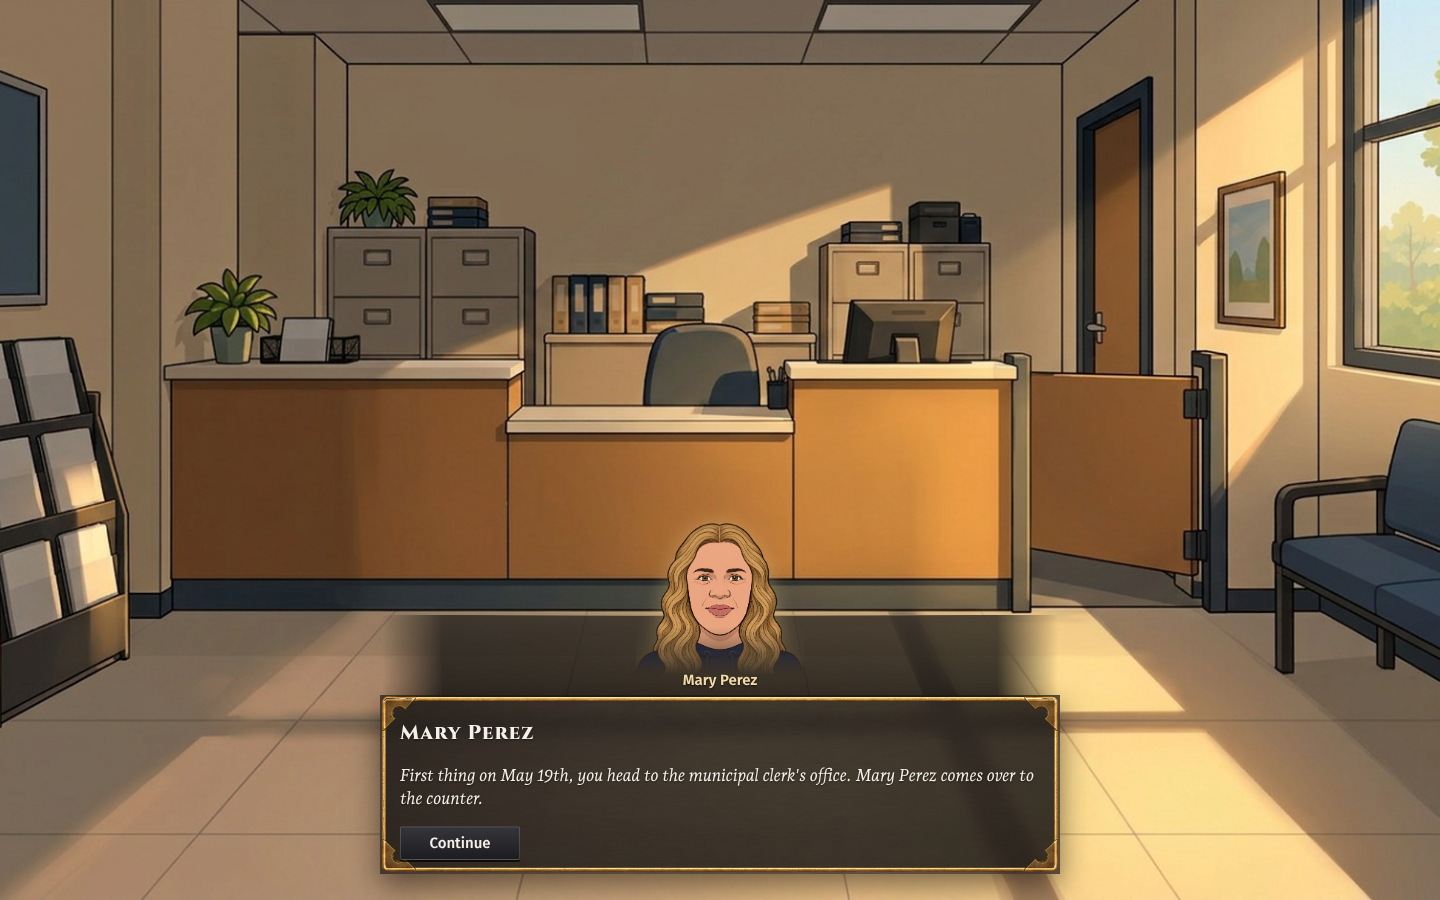 Mary Perez
Mary Perez
First thing on May 19th, you head to the municipal clerk's office. Mary Perez comes over to
the counter.
Continue